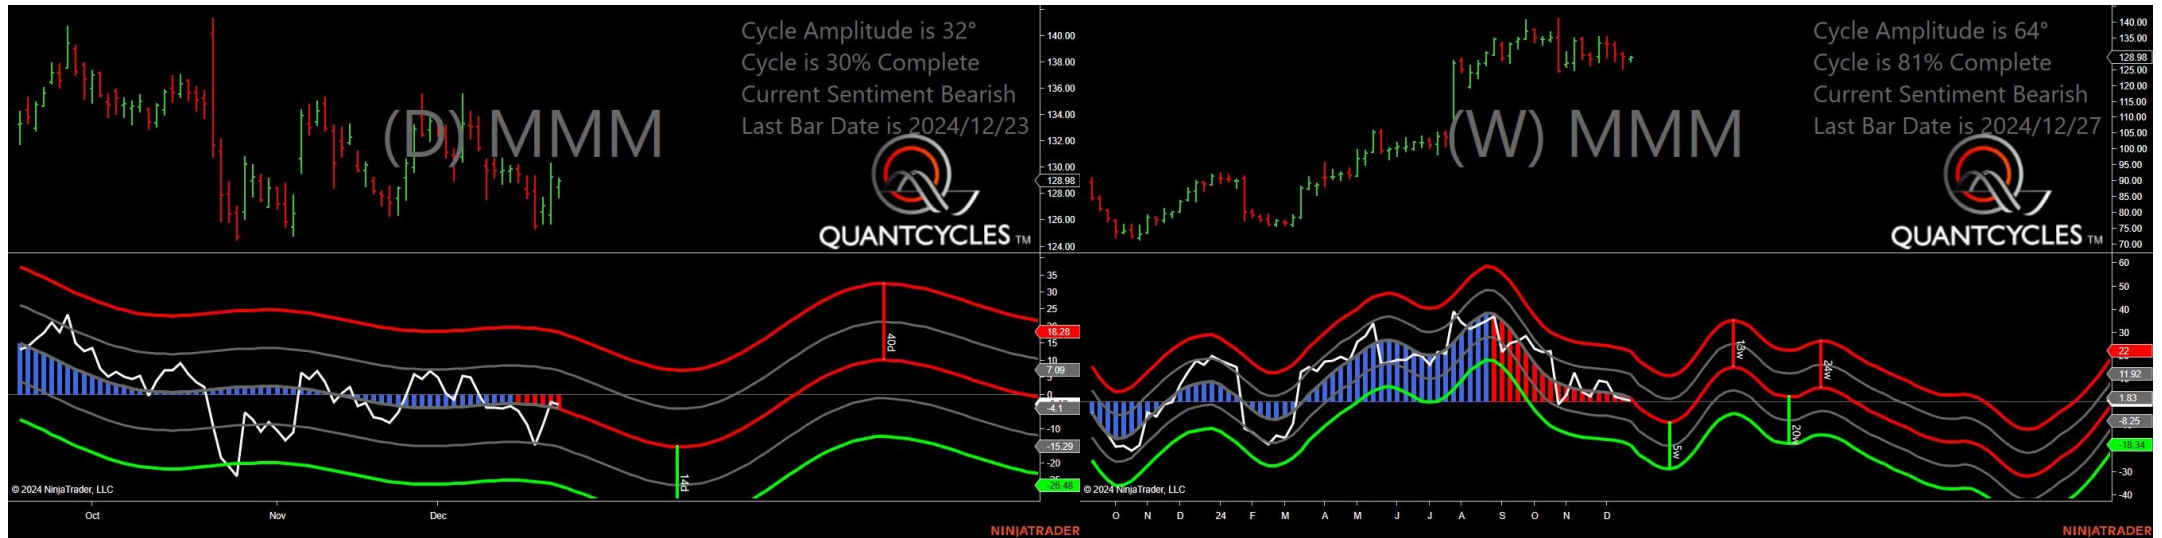 Cycle Amplitude is 32°
Cycle is 30% Complete
Current Sentiment Bearish
Last Bar Date is 2024/12/23
(D) MMM
QUANTCYCLES TM
140.00
138.00
136.00
134.00
132.00
130.00
128.98
128.00
126.00
124.00
35
30
25
18.28
15
10
7.09
0
-4.1
-10
-15.29
-20
-26.48
40d
14d
© 2024 NinjaTrader, LLC
Oct Nov Dec
NINJATRADER
Cycle Amplitude is 64°
Cycle is 81% Complete
Current Sentiment Bearish
Last Bar Date is 2024/12/27
(W) MMM
QUANTCYCLES TM
140.00
135.00
128.98
125.00
120.00
115.00
110.00
105.00
100.00
95.00
90.00
85.00
80.00
75.00
70.00
60
50
40
30
22
11.92
1.83
-8.25
-18.34
-30
-40
5w
18w
20w
24w
© 2024 NinjaTrader, LLC
O N D 24 F M A M J J A S O N D
NINJATRADER